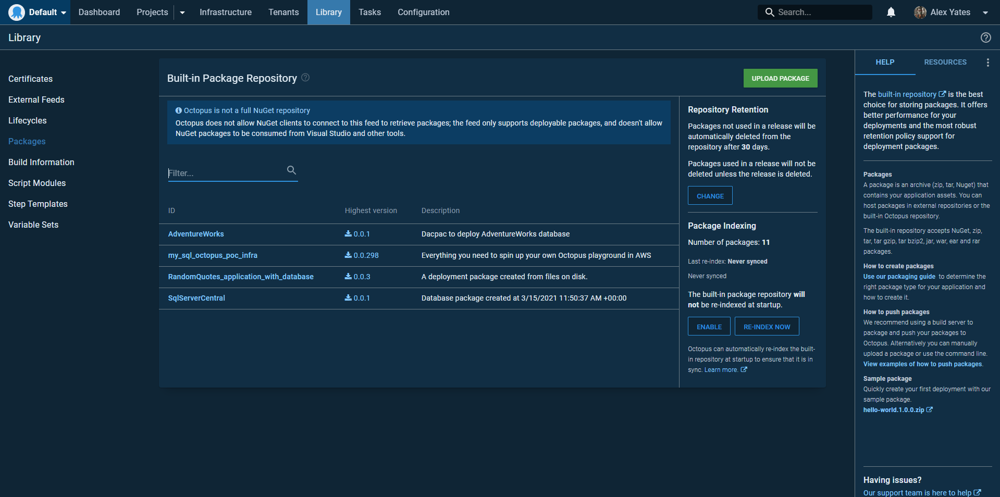 Default
Dashboard
Projects
Infrastructure
Tenants
Library
Tasks
Configuration
Search...
Alex Yates
Library
Certificates
External Feeds
Lifecycles
Packages
Build Information
Script Modules
Step Templates
Variable Sets
Built-in Package Repository
UPLOAD PACKAGE
Octopus is not a full NuGet repository
Octopus does not allow NuGet clients to connect to this feed to retrieve packages; the feed only supports deployable packages, and doesn't allow
NuGet packages to be consumed from Visual Studio and other tools.
Filter...
ID Highest version Description
AdventureWorks 0.0.1 Dacpac to deploy AdventureWorks database
my_sql_octopus_poc_infra 0.0.298 Everything you need to spin up your own Octopus playground in AWS
RandomQuotes_application_with_database 0.0.3 A deployment package created from files on disk.
SqlServerCentral 0.0.1 Database package created at 3/15/2021 11:50:37 AM +00:00
Repository Retention
Packages not used in a release will be
automatically deleted from the
repository after 30 days.
Packages used in a release will not be
deleted unless the release is deleted.
CHANGE
Package Indexing
Number of packages: 11
Last re-index: Never synced
Never synced
The built-in package repository will
not be re-indexed at startup.
ENABLE
RE-INDEX NOW
Octopus can automatically re-index the built-
in repository at startup to ensure that it is in
sync. Learn more.
HELP
RESOURCES
The built-in repository is the best
choice for storing packages. It offers
better performance for your
deployments and the most robust
retention policy support for
deployment packages.
Packages
A package is an archive (zip, tar, Nuget) that
contains your application assets. You can
host packages in external repositories or the
built-in Octopus repository.
The built-in repository accepts NuGet, zip,
tar, tar gzip, tar bzip2, jar, war, ear and rar
packages.
How to create packages
Use our packaging guide to determine the
right package type for your application and
how to create it.
How to push packages
We recommend using a build server to
package and push your packages to
Octopus. Alternatively you can manually
upload a package or use the command line.
View examples of how to push packages.
Sample package
Quickly create your first deployment with our
sample package.
hello-world.1.0.0.zip
Having issues?
Our support team is here to help